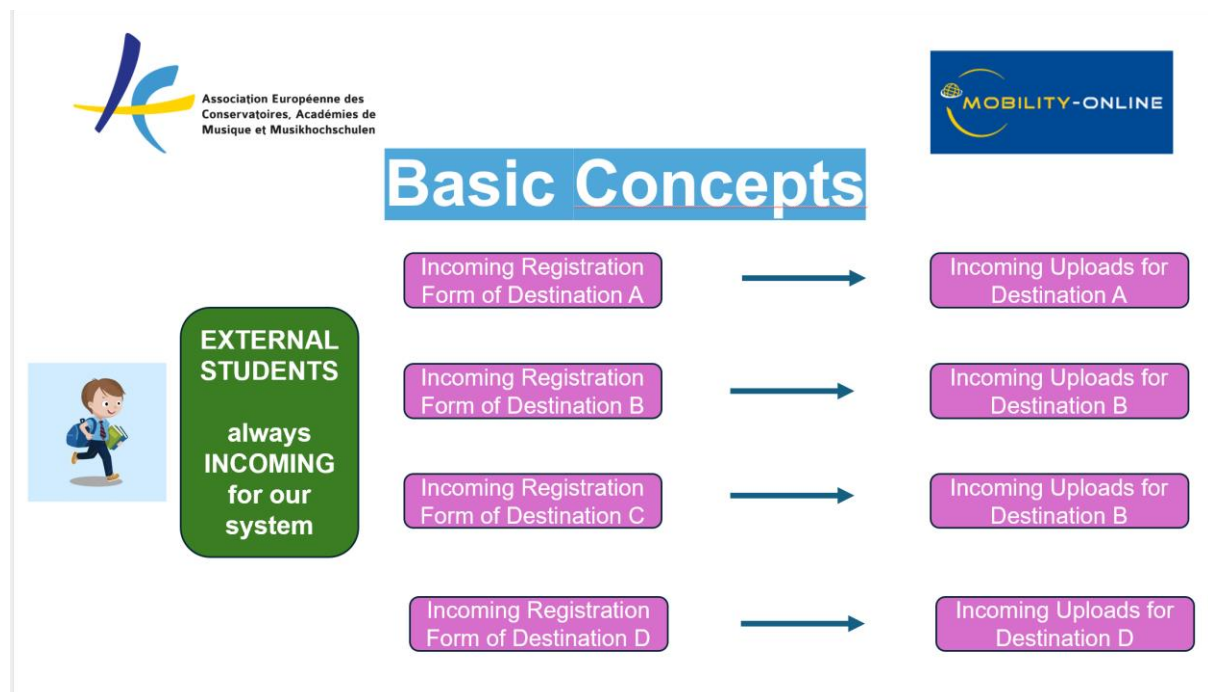 Association Européenne des
Conservatoires, Académies de
Musique et Musikhochschulen
MOBILITY-ONLINE
Basic Concepts
EXTERNAL
STUDENTS
always
INCOMING
for our
system
Incoming Registration
Form of Destination A
Incoming Uploads for
Destination A
Incoming Registration
Form of Destination B
Incoming Uploads for
Destination B
Incoming Registration
Form of Destination C
Incoming Uploads for
Destination B
Incoming Registration
Form of Destination D
Incoming Uploads for
Destination D